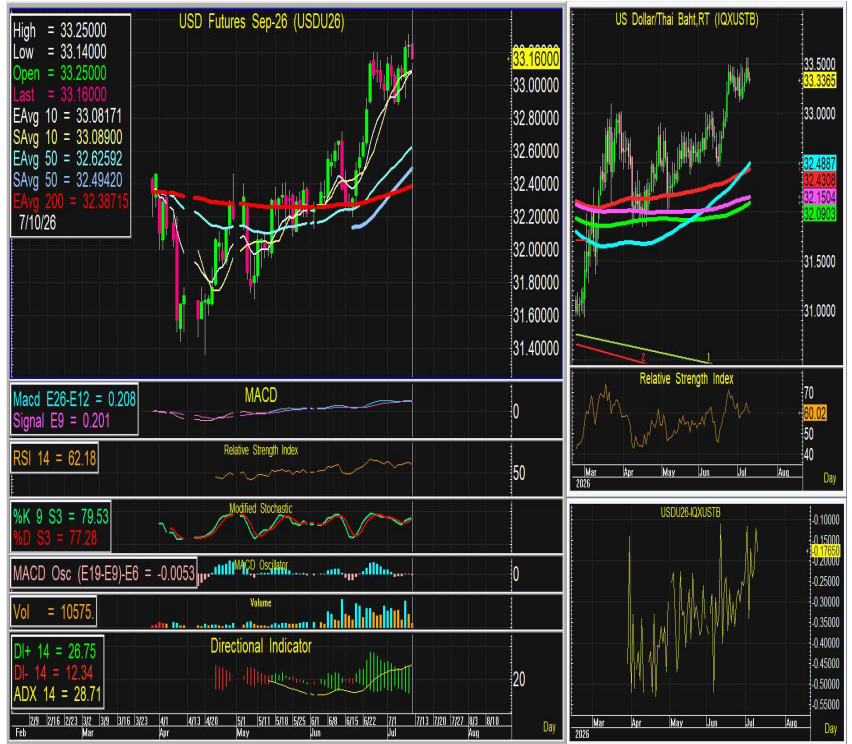 USD Futures Sep-26 (USDU26)
High = 33.25000
Low = 33.14000
Open = 33.25000
Last = 33.16000
EAvg 10 = 33.08171
SAvg 10 = 33.08900
EAvg 50 = 32.62592
SAvg 50 = 32.49420
EAvg 200 = 32.38715
7/10/26
33.16000
33.00000
32.80000
32.60000
32.40000
32.20000
32.00000
31.80000
31.60000
31.40000
MACD
Macd E26-E12 = 0.208
Signal E9 = 0.201
0
Relative Strength Index
RSI 14 = 62.18
50
Modified Stochastic
%K 9 S3 = 79.53
%D S3 = 77.28
MACD Oscillator
MACD Osc (E19-E9)-E6 = -0.0053
0
Volume
Vol = 10575.
Directional Indicator
DI+ 14 = 26.75
DI- 14 = 12.34
ADX 14 = 28.71
20
2/9 2/16 2/23 3/2 3/9 3/16 3/23 4/1 4/13 4/20 5/1 5/11 5/18 5/25 6/1 6/8 6/15 6/22 7/1 7/13 7/20 7/27 8/3 8/10
Feb Mar Apr May Jun Jul Aug
Day
US Dollar/Thai Baht,RT (IQXUSTB)
33.5000
33.3365
33.0000
32.4887
32.4308
32.1504
32.0903
31.5000
31.0000
2 1
Relative Strength Index
70
60.02
50
40
Mar Apr May Jun Jul Aug
2026
Day
USDU26-IQXUSTB
-0.10000
-0.15000
-0.17650
-0.20000
-0.25000
-0.30000
-0.35000
-0.40000
-0.45000
-0.50000
-0.55000
Mar Apr May Jun Jul Aug
2026
Day